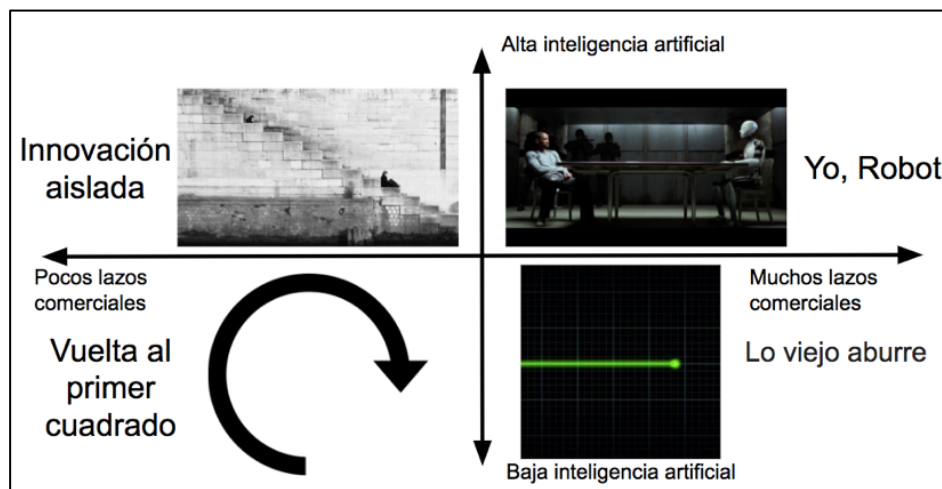 Alta inteligencia artificial
Innovación
aislada
Yo, Robot
Pocos lazos
comerciales
Muchos lazos
comerciales
Vuelta al
primer
cuadrado
Lo viejo aburre
Baja inteligencia artificial